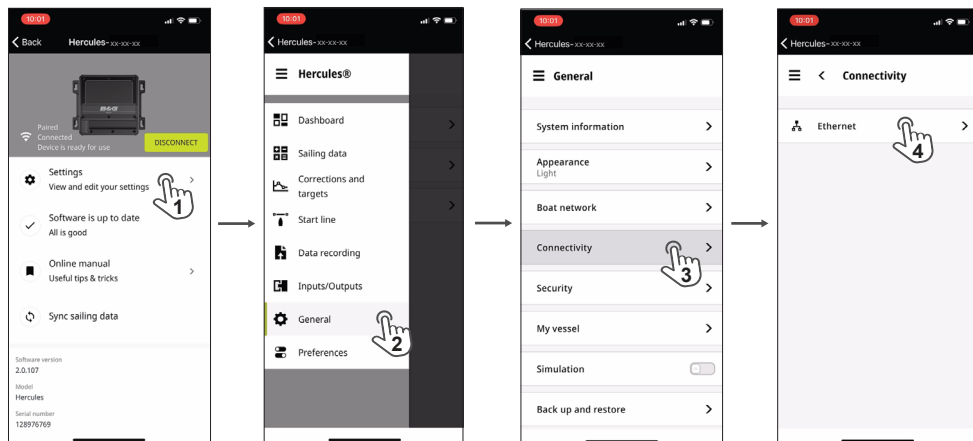 10:01
Back Hercules- xx-xx-xx
B&G
Paired
Connected
Device is ready for use
DISCONNECT
Settings
View and edit your settings
1
Software is up to date
All is good
Online manual
Useful tips & tricks
Sync sailing data
Software version
2.0.107
Model
Hercules
Serial number
128976769
10:01
Hercules- xx-xx-xx
Hercules®
Dashboard
Sailing data
Corrections and
targets
Start line
Data recording
Inputs/Outputs
General
2
Preferences
10:01
Hercules- xx-xx-xx
General
System information
Appearance
Light
Boat network
Connectivity
3
Security
My vessel
Simulation
Back up and restore
10:01
Hercules- xx-xx-xx
Connectivity
Ethernet
4